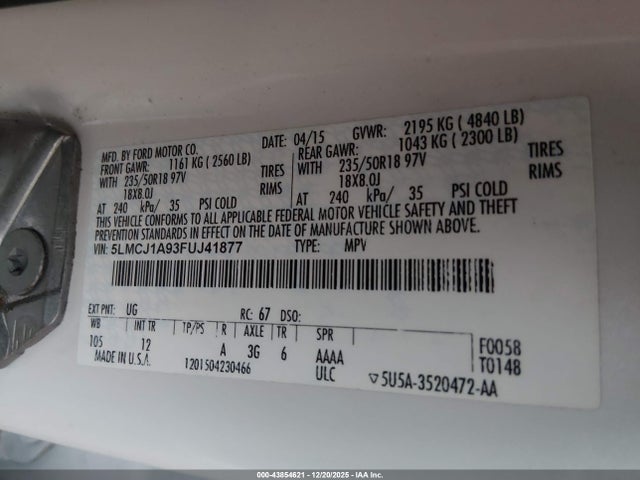 MFD. BY FORD MOTOR CO. DATE: 04/15 GVWR: 2195 KG ( 4840 LB)
FRONT GAWR: 1161 KG ( 2560 LB) REAR GAWR: 1043 KG ( 2300 LB)
WITH 235/50R18 97V TIRES WITH 235/50R18 97V TIRES
18X8.0J RIMS 18X8.0J RIMS
AT 240 kPa/ 35 PSI COLD AT 240 kPa/ 35 PSI COLD
THIS VEHICLE CONFORMS TO ALL APPLICABLE FEDERAL MOTOR VEHICLE SAFETY AND THEFT
PREVENTION STANDARDS IN EFFECT ON THE DATE OF MANUFACTURE SHOWN ABOVE.
VIN: 5LMCJ1A93FUJ41877 TYPE: MPV
EXT PNT: UG RC: 67 DSO:
WB INT TR TP/PS R AXLE TR SPR
105 12 A 3G 6 AAAA F0058
MADE IN U.S.A. 1201504230466 ULC T0148
5U5A-3520472-AA
000-43854621 - 12/20/2025 - IAA Inc.